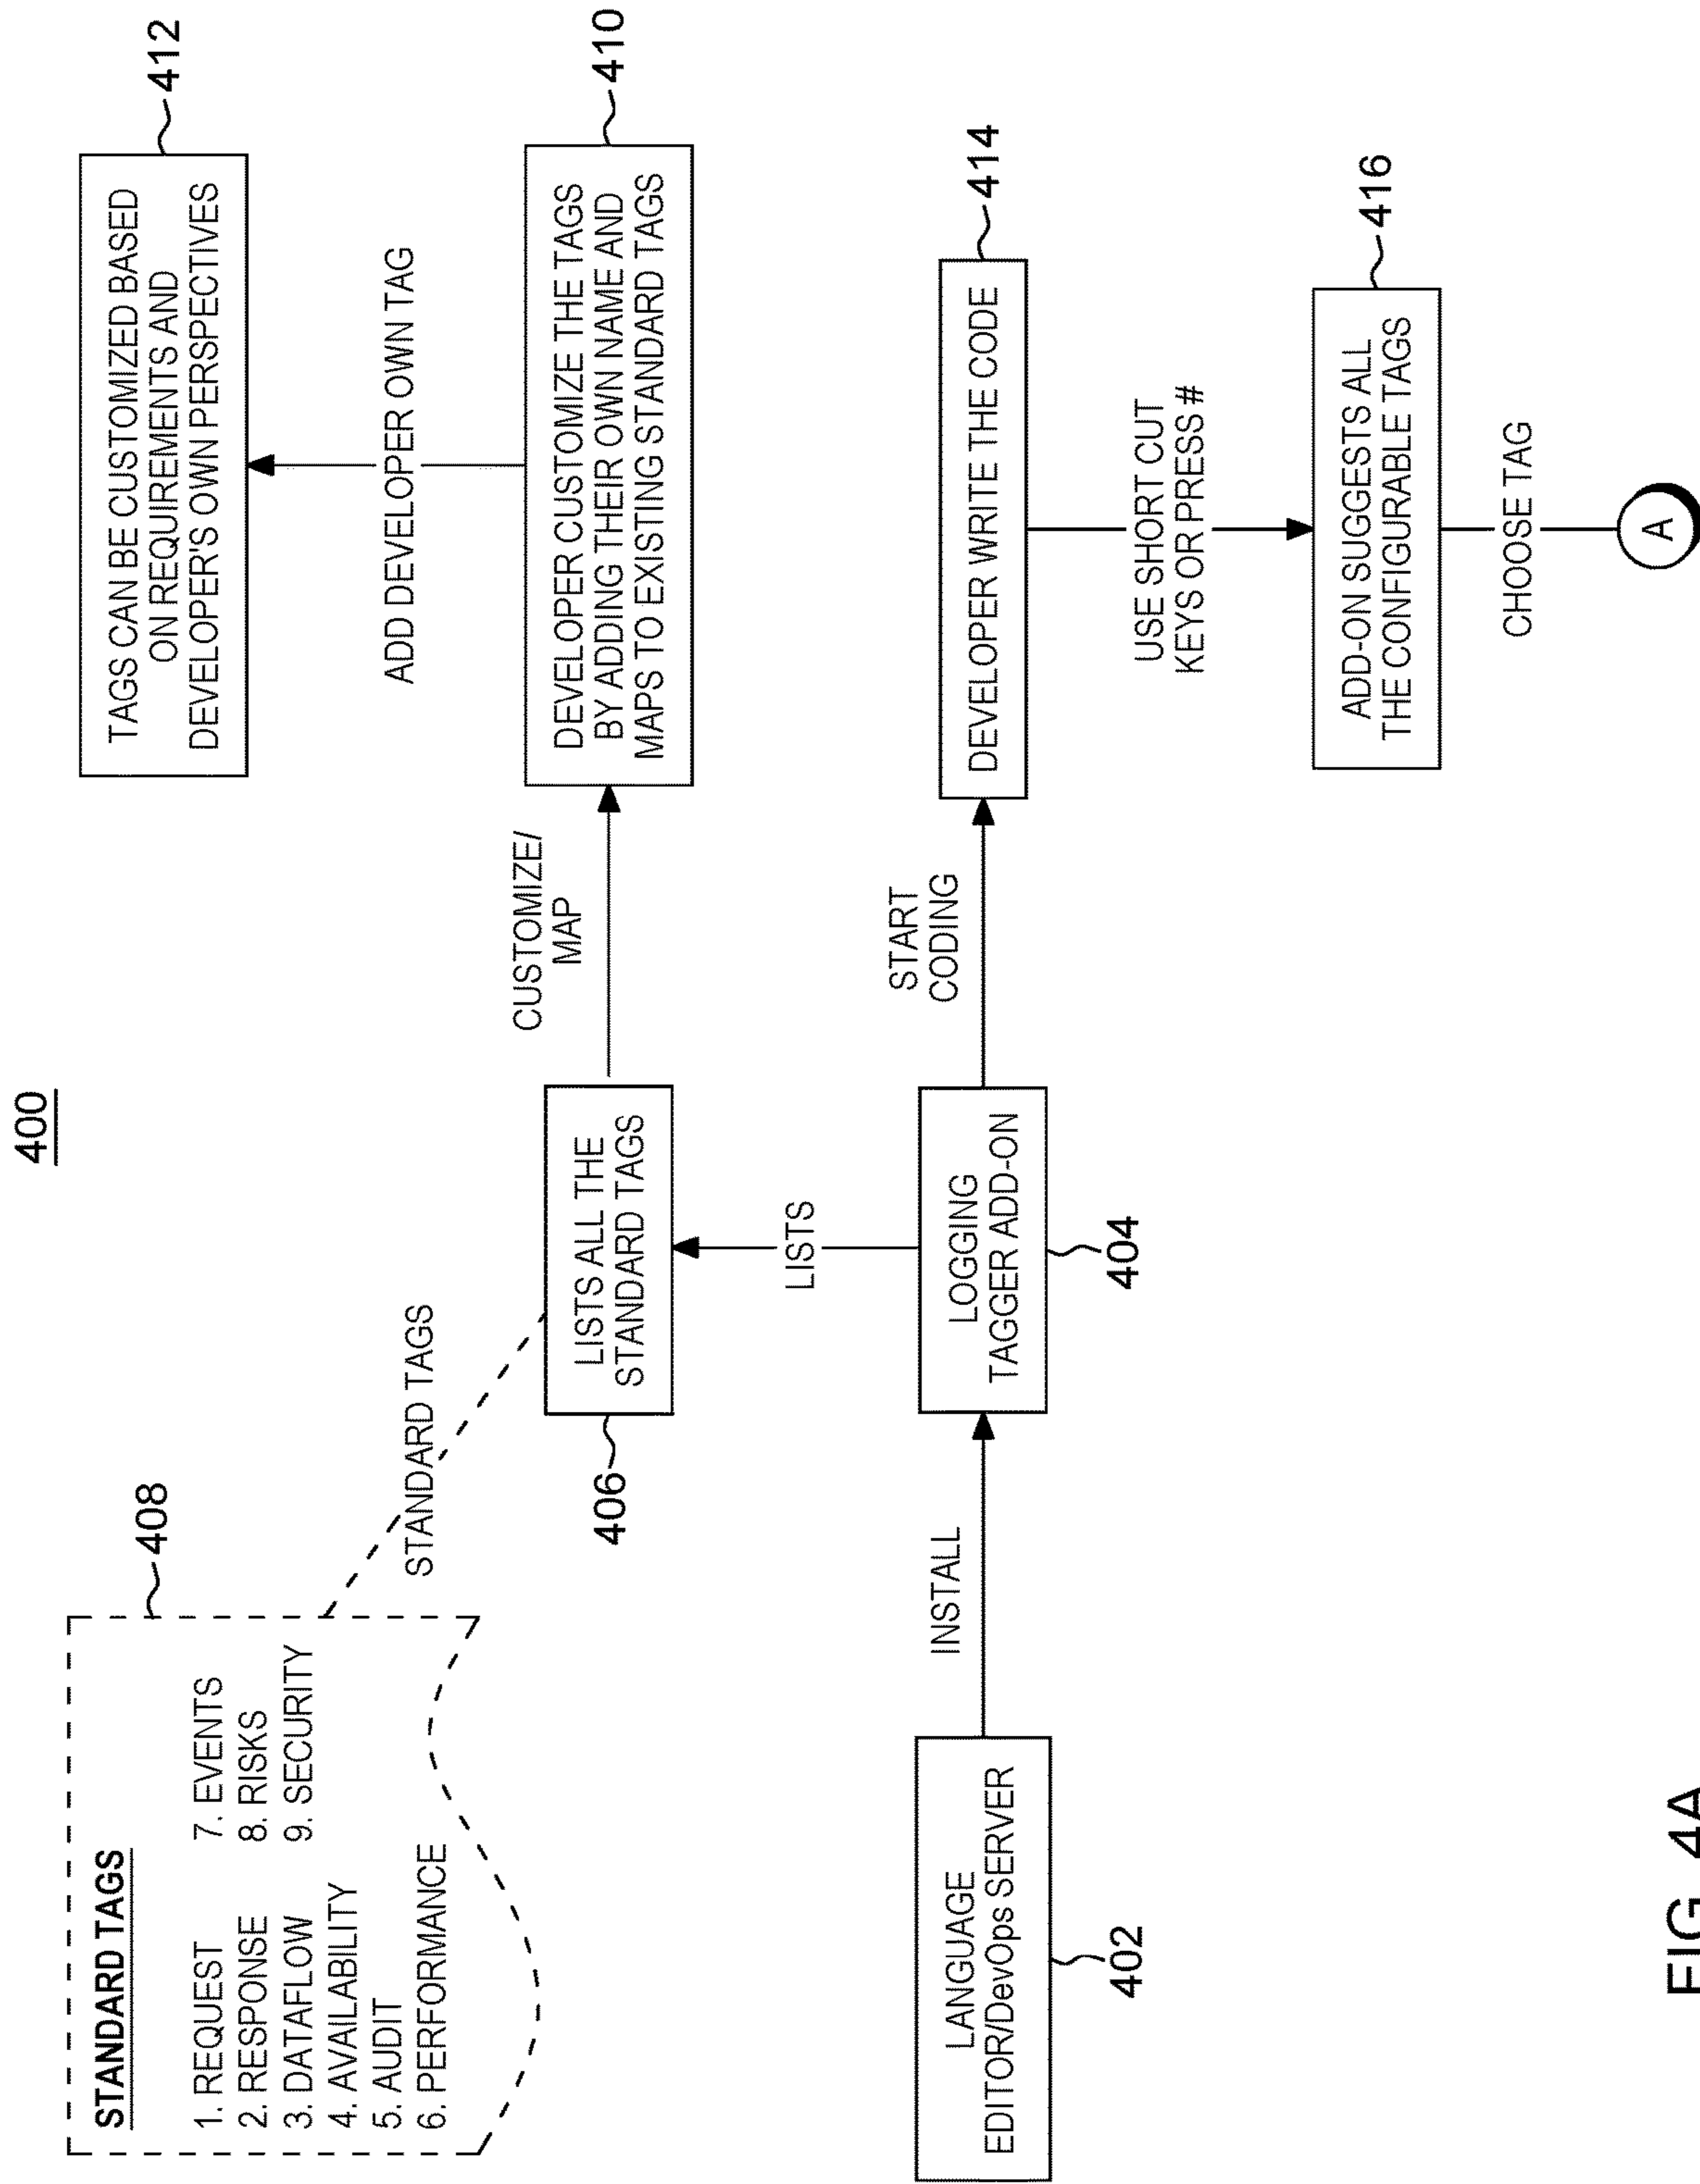 400
STANDARD TAGS
1. REQUEST
2. RESPONSE
3. DATAFLOW
4. AVAILABILITY
5. AUDIT
6. PERFORMANCE
7. EVENTS
8. RISKS
9. SECURITY
408
STANDARD TAGS
LISTS ALL THE
STANDARD TAGS
406
CUSTOMIZE/
MAP
TAGS CAN BE CUSTOMIZED BASED
ON REQUIREMENTS AND
DEVELOPER'S OWN PERSPECTIVES
412
ADD DEVELOPER OWN TAG
DEVELOPER CUSTOMIZE THE TAGS
BY ADDING THEIR OWN NAME AND
MAPS TO EXISTING STANDARD TAGS
410
LISTS
LANGUAGE
EDITOR/DevOps SERVER
402
INSTALL
LOGGING
TAGGER ADD-ON
404
START
CODING
DEVELOPER WRITE THE CODE
414
USE SHORT CUT
KEYS OR PRESS #
ADD-ON SUGGESTS ALL
THE CONFIGURABLE TAGS
416
CHOOSE TAG
A
FIG. 4A